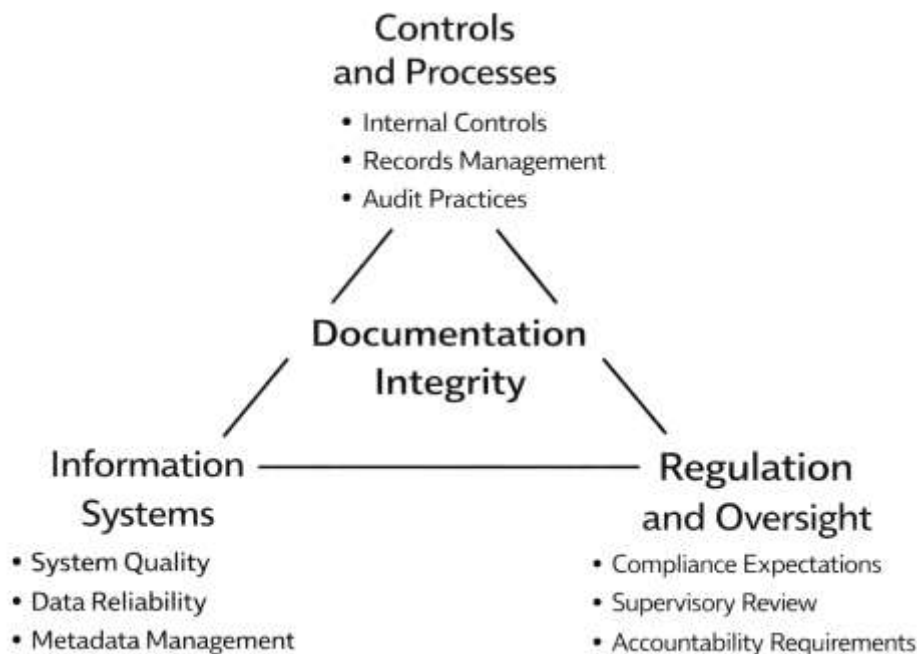 Controls
and Processes
• Internal Controls
• Records Management
• Audit Practices
Documentation
Integrity
Information
Systems
• System Quality
• Data Reliability
• Metadata Management
Regulation
and Oversight
• Compliance Expectations
• Supervisory Review
• Accountability Requirements